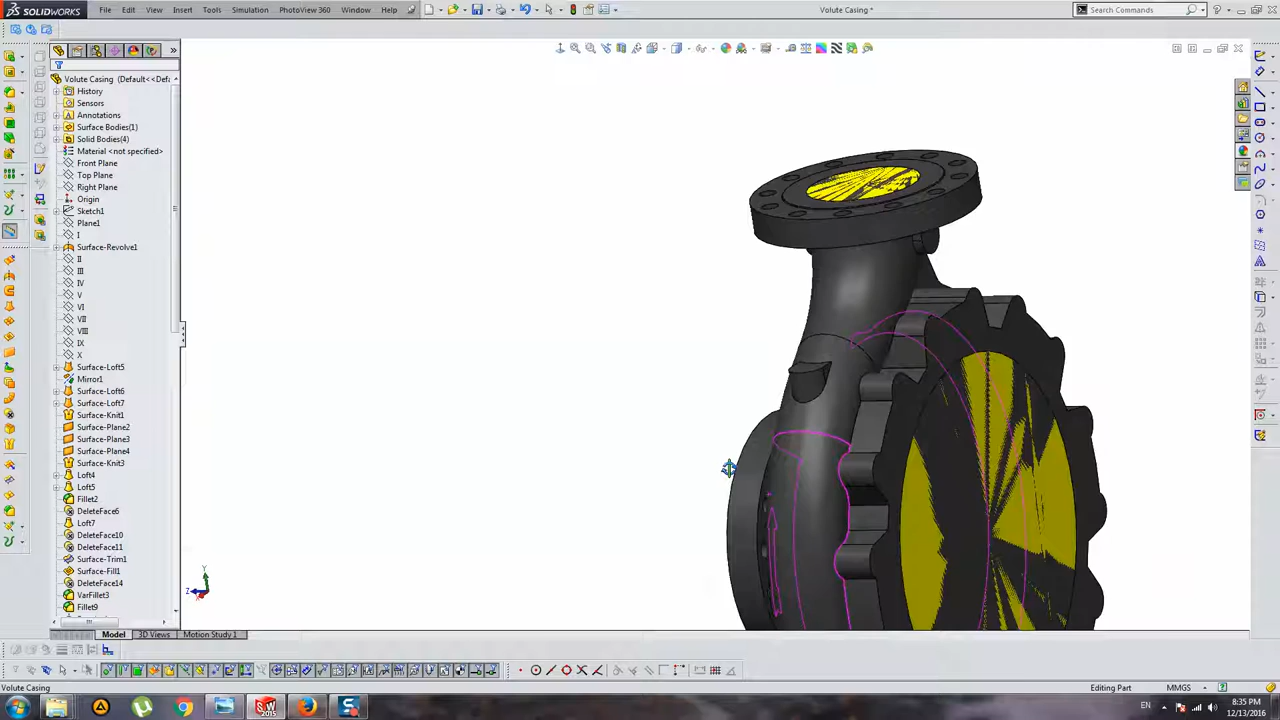 SOLIDWORKS File Edit View Insert Tools Simulation PhotoView 360 Window Help Volute Casing * Search Commands
Volute Casing (Default<<Defa
History
Sensors
Annotations
Surface Bodies(1)
Solid Bodies(4)
Material <not specified>
Front Plane
Top Plane
Right Plane
Origin
Sketch1
Plane1
I
Surface-Revolve1
II
III
IV
V
VI
VII
VIII
IX
X
Surface-Loft5
Mirror1
Surface-Loft6
Surface-Loft7
Surface-Knit1
Surface-Plane2
Surface-Plane3
Surface-Plane4
Surface-Knit3
Loft4
Loft5
Fillet2
DeleteFace6
Loft7
DeleteFace10
DeleteFace11
Surface-Trim1
Surface-Fill1
DeleteFace14
VarFillet3
Fillet9
Y
Z
X
Model 3D Views Motion Study 1
Volute Casing Editing Part MMGS
SW 2015 S EN 8:35 PM
12/13/2016